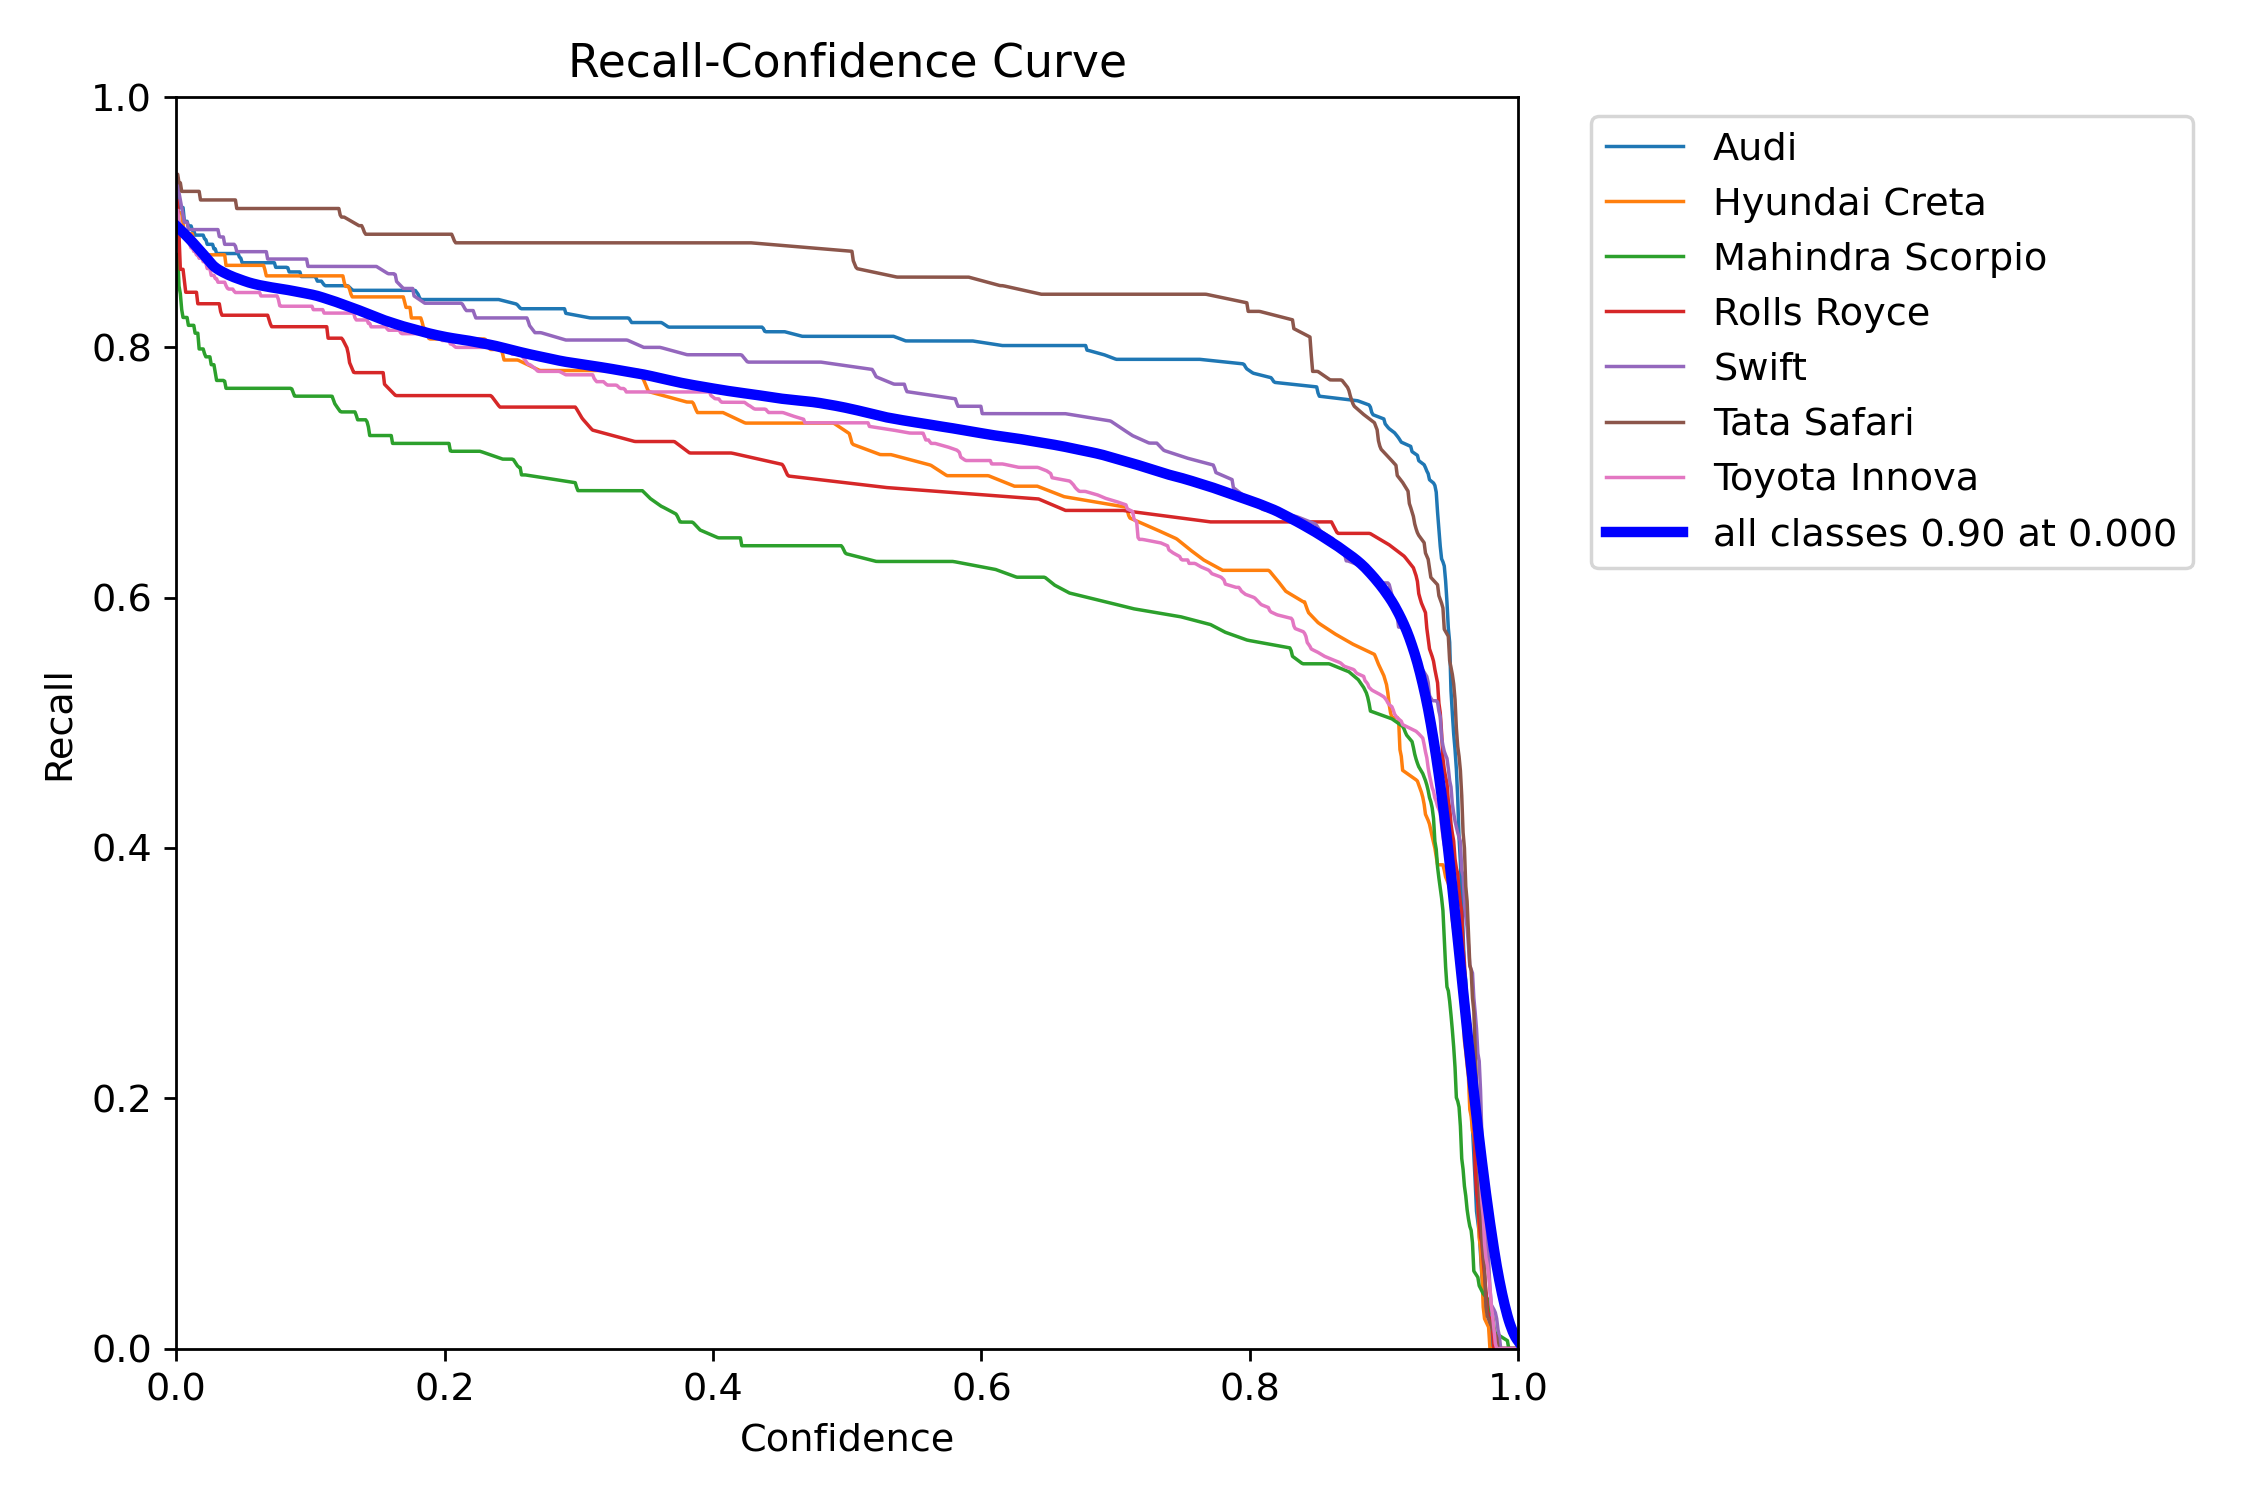 Recall-Confidence Curve
1.0
0.8
0.6
0.4
0.2
0.0
Recall
0.0 0.2 0.4 0.6 0.8 1.0
Confidence
Audi
Hyundai Creta
Mahindra Scorpio
Rolls Royce
Swift
Tata Safari
Toyota Innova
all classes 0.90 at 0.000